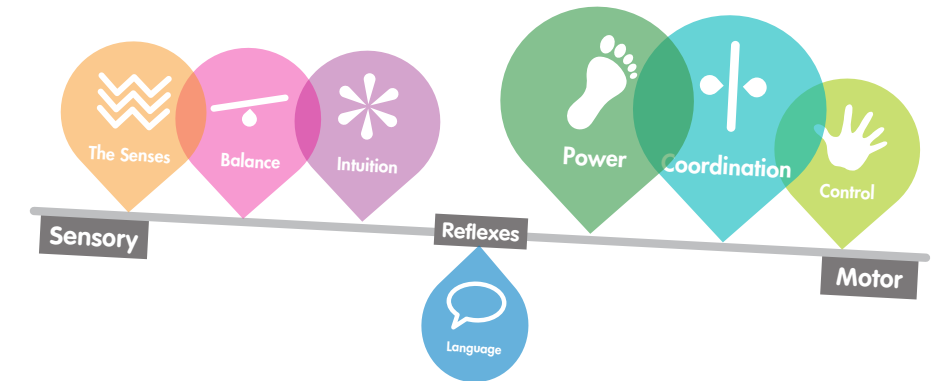 The Senses
Balance
Intuition
Power
Coordination
Control
Sensory
Reflexes
Motor
Language